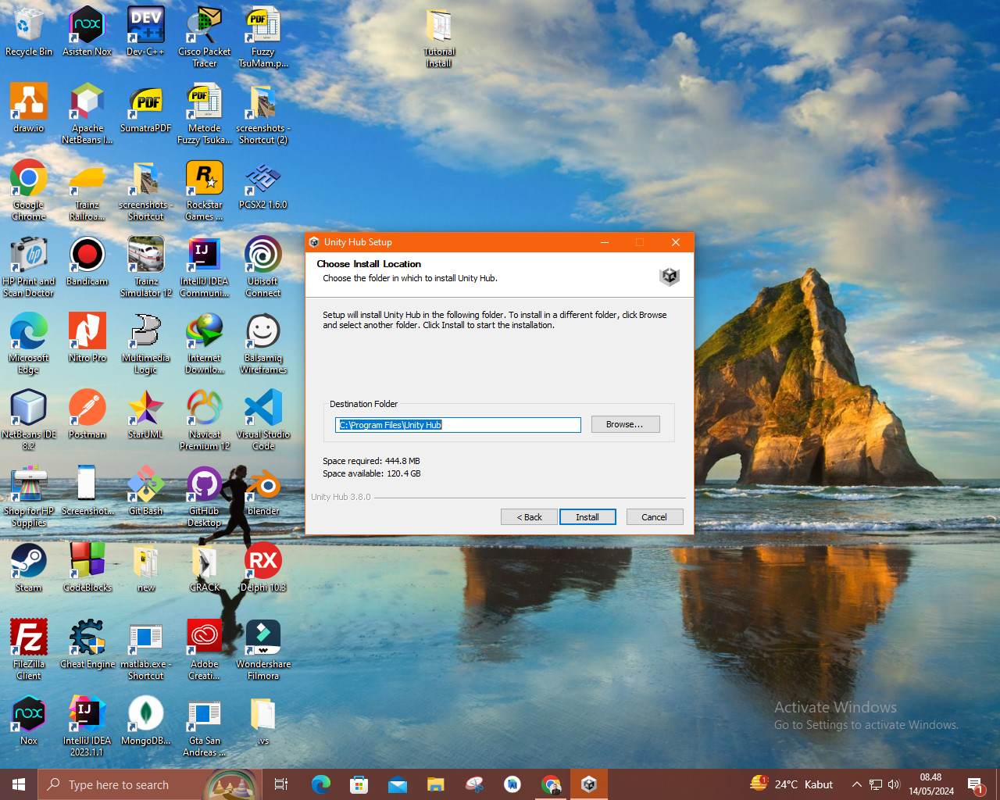 Recycle Bin
Asisten Nox
Dev-C++
Cisco Packet
Tracer
Fuzzy
TsuMam.p...
Tutorial
Install
draw.io
Apache
NetBeans I...
SumatraPDF
Metode
Fuzzy Tsuka...
screenshots -
Shortcut (2)
Google
Chrome
Trainz
Railroa...
screenshots -
Shortcut
Rockstar
Games ...
PCSX2 1.6.0
HP Print and
Scan Doctor
Bandicam
Trainz
Simulator 12
IntelliJ IDEA
Communi...
Ubisoft
Connect
Microsoft
Edge
Nitro Pro
Multimedia
Logic
Internet
Downlo...
Balsamiq
Wireframes
NetBeans IDE
8.2
Postman
StarUML
Navicat
Premium 12
Visual Studio
Code
Shop for HP
Supplies
Screenshot...
Git Bash
GitHub
Desktop
blender
Steam
CodeBlocks
new
CRACK
Delphi 10.3
FileZilla
Client
Cheat Engine
matlab.exe -
Shortcut
Adobe
Creati...
Wondershare
Filmora
Nox
IntelliJ IDEA
2023.1.1
MongoDB...
Gta San
Andreas ...
.vs
Unity Hub Setup
Choose Install Location
Choose the folder in which to install Unity Hub.
Setup will install Unity Hub in the following folder. To install in a different folder, click Browse
and select another folder. Click Install to start the installation.
Destination Folder
C:\Program Files\Unity Hub
Browse...
Space required: 444.8 MB
Space available: 120.4 GB
Unity Hub 3.8.0
< Back
Install
Cancel
Activate Windows
Go to Settings to activate Windows.
Type here to search
24°C Kabut
08.48
14/05/2024